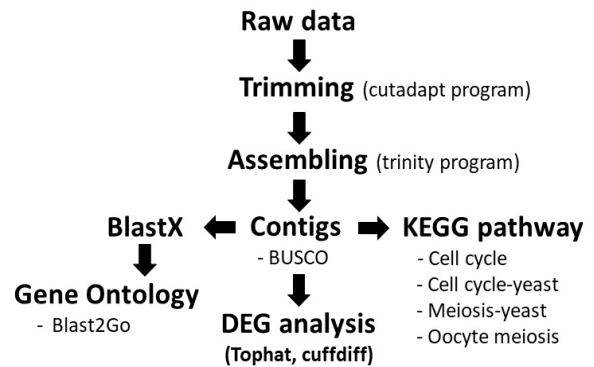 Raw data
Trimming (cutadapt program)
Assembling (trinity program)
BlastX
Contigs
KEGG pathway
- BUSCO
- Cell cycle
- Cell cycle-yeast
- Meiosis-yeast
- Oocyte meiosis
Gene Ontology
- Blast2Go
DEG analysis
(Tophat, cuffdiff)